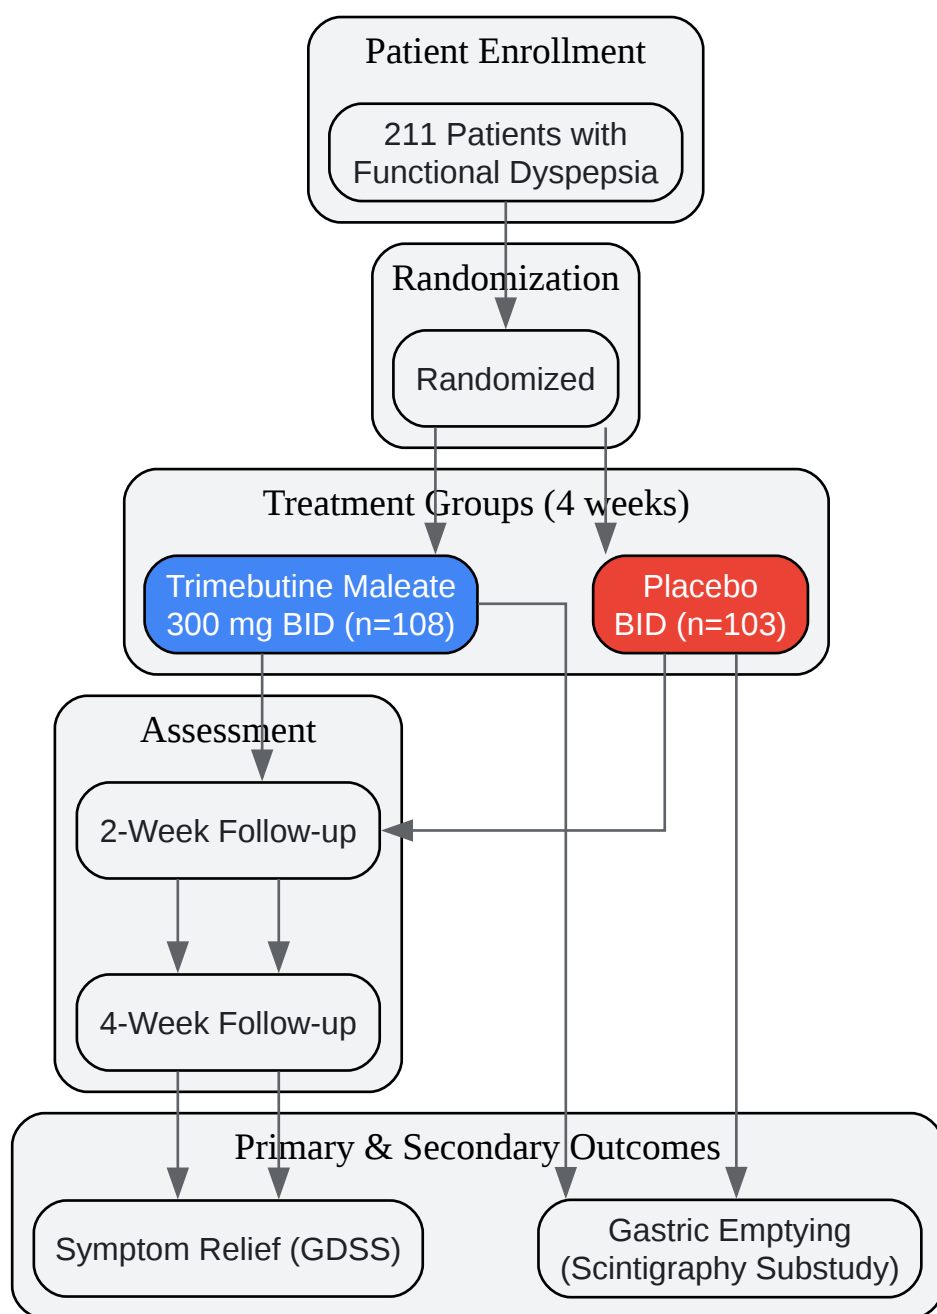 Patient Enrollment
211 Patients with
Functional Dyspepsia
Randomization
Randomized
Treatment Groups (4 weeks)
Trimebutine Maleate
300 mg BID (n=108)
Placebo
BID (n=103)
Assessment
2-Week Follow-up
4-Week Follow-up
Primary & Secondary Outcomes
Symptom Relief (GDSS)
Gastric Emptying
(Scintigraphy Substudy)